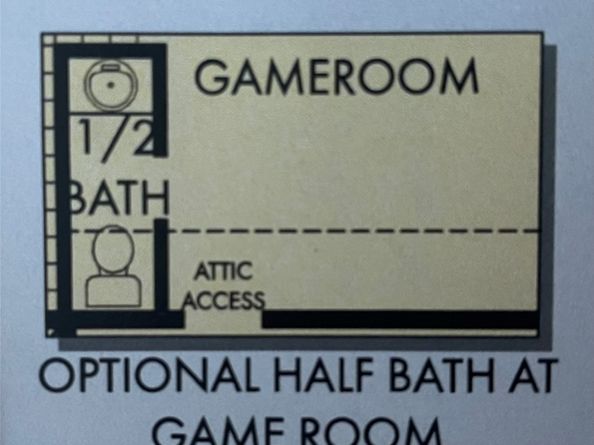 GAMEROOM
1/2
BATH
ATTIC
ACCESS
OPTIONAL HALF BATH AT
GAME ROOM